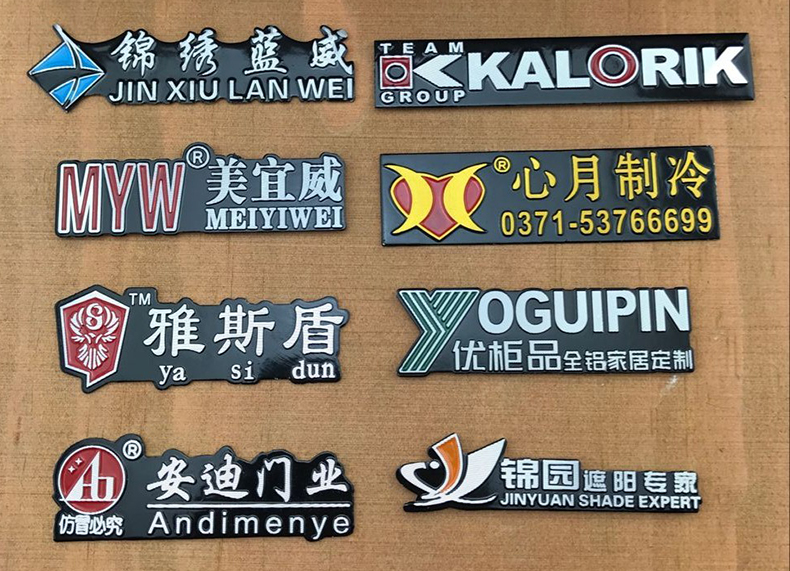 锦绣蓝威
JIN XIU LAN WEI
TEAM
KALORIK
GROUP
MYW® 美宜威
MEIYIWEI
® 心月制冷
0371-53766699
S TM 雅斯盾
ya si dun
YOGUIPIN
优柜品 全铝家居定制
® 安迪门业
仿冒必究 Andimenye
锦园 遮阳专家
JINYUAN SHADE EXPERT